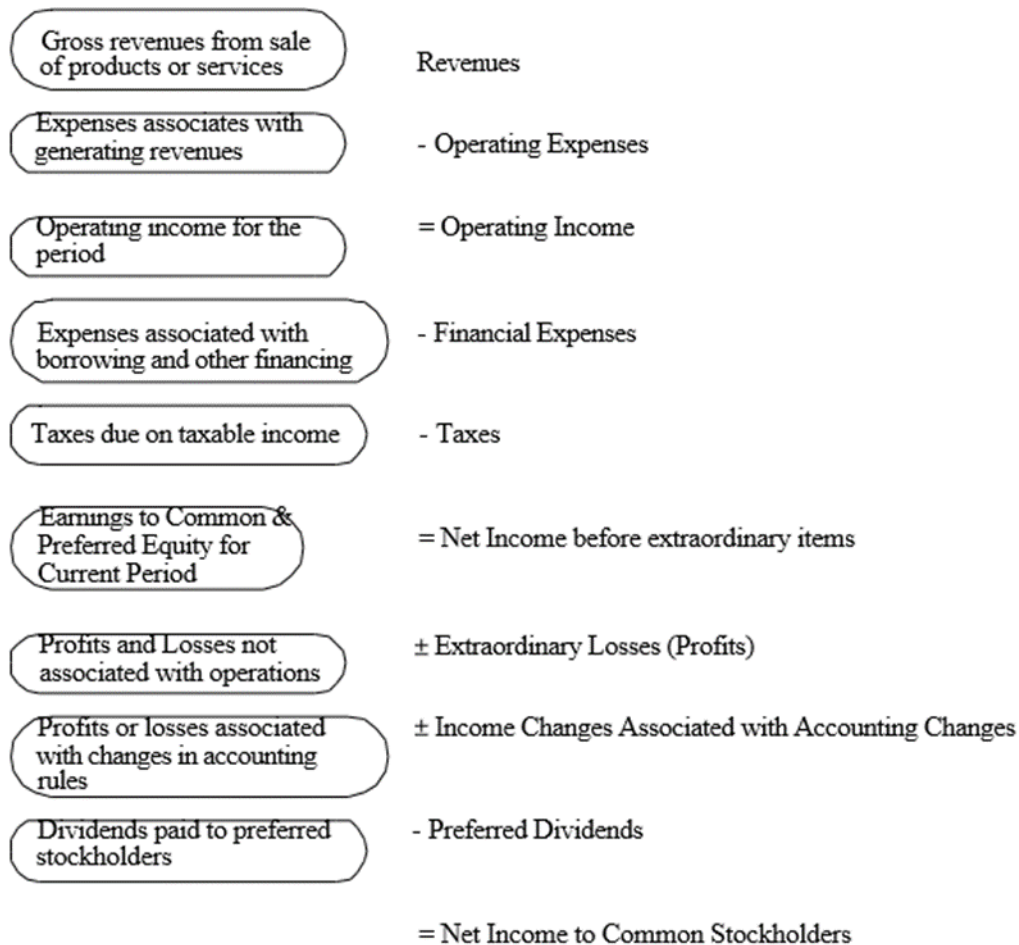 Gross revenues from sale
of products or services
Revenues
Expenses associates with
generating revenues
- Operating Expenses
Operating income for the
period
= Operating Income
Expenses associated with
borrowing and other financing
- Financial Expenses
Taxes due on taxable income
- Taxes
Earnings to Common &
Preferred Equity for
Current Period
= Net Income before extraordinary items
Profits and Losses not
associated with operations
± Extraordinary Losses (Profits)
Profits or losses associated
with changes in accounting
rules
± Income Changes Associated with Accounting Changes
Dividends paid to preferred
stockholders
- Preferred Dividends
= Net Income to Common Stockholders